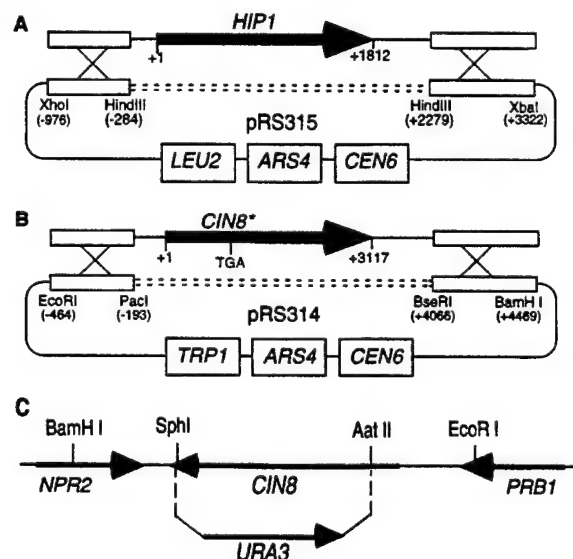 A
HIP1
+1
+1812
XhoI HindIII HindIII XbaI
(-976) (-284) (+2279) (+3322)
pRS315
LEU2 ARS4 CEN6
B
CIN8*
+1
TGA
+3117
EcoRI PacI BseRI BamH I
(-464) (-193) (+4066) (+4469)
pRS314
TRP1 ARS4 CEN6
C
BamH I SphI Aat II EcoR I
NPR2 CIN8 PRB1
URA3